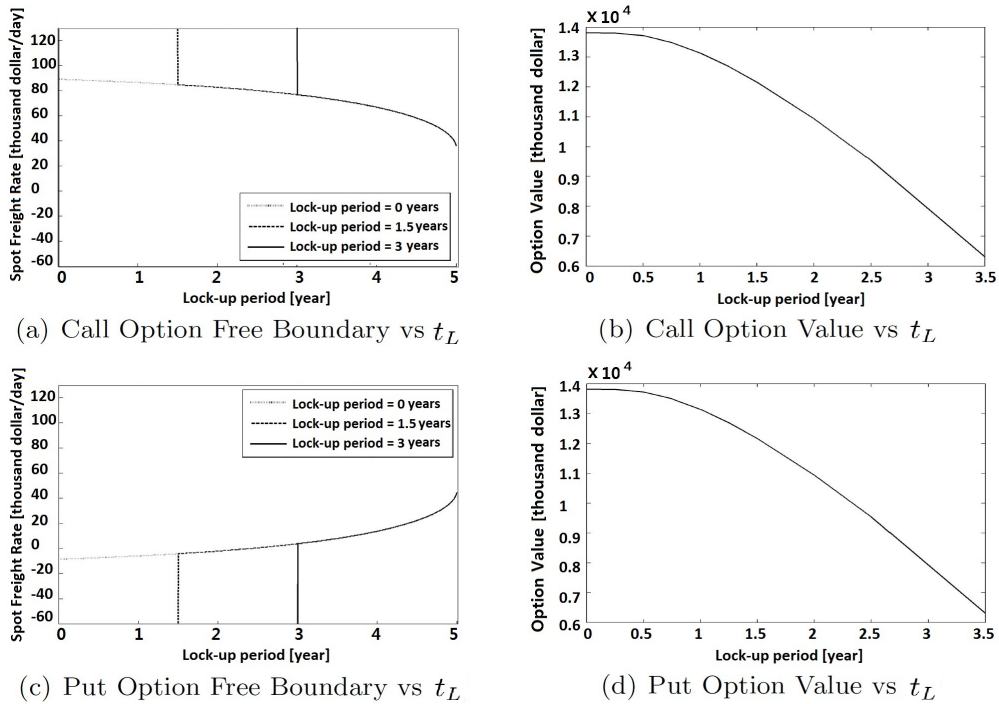 Spot Freight Rate [thousand dollar/day]
120
100
80
60
40
20
0
-20
-40
-60
0 1 2 3 4 5
Lock-up period [year]
Lock-up period = 0 years
Lock-up period = 1.5 years
Lock-up period = 3 years
(a) Call Option Free Boundary vs t_L
X 10^4
Option Value [thousand dollar]
1.4
1.3
1.2
1.1
1
0.9
0.8
0.7
0.6
0 0.5 1 1.5 2 2.5 3 3.5
Lock-up period [year]
(b) Call Option Value vs t_L
Spot Freight Rate [thousand dollar/day]
120
100
80
60
40
20
0
-20
-40
-60
0 1 2 3 4 5
Lock-up period [year]
Lock-up period = 0 years
Lock-up period = 1.5 years
Lock-up period = 3 years
(c) Put Option Free Boundary vs t_L
X 10^4
Option Value [thousand dollar]
1.4
1.3
1.2
1.1
1
0.9
0.8
0.7
0.6
0 0.5 1 1.5 2 2.5 3 3.5
Lock-up period [year]
(d) Put Option Value vs t_L